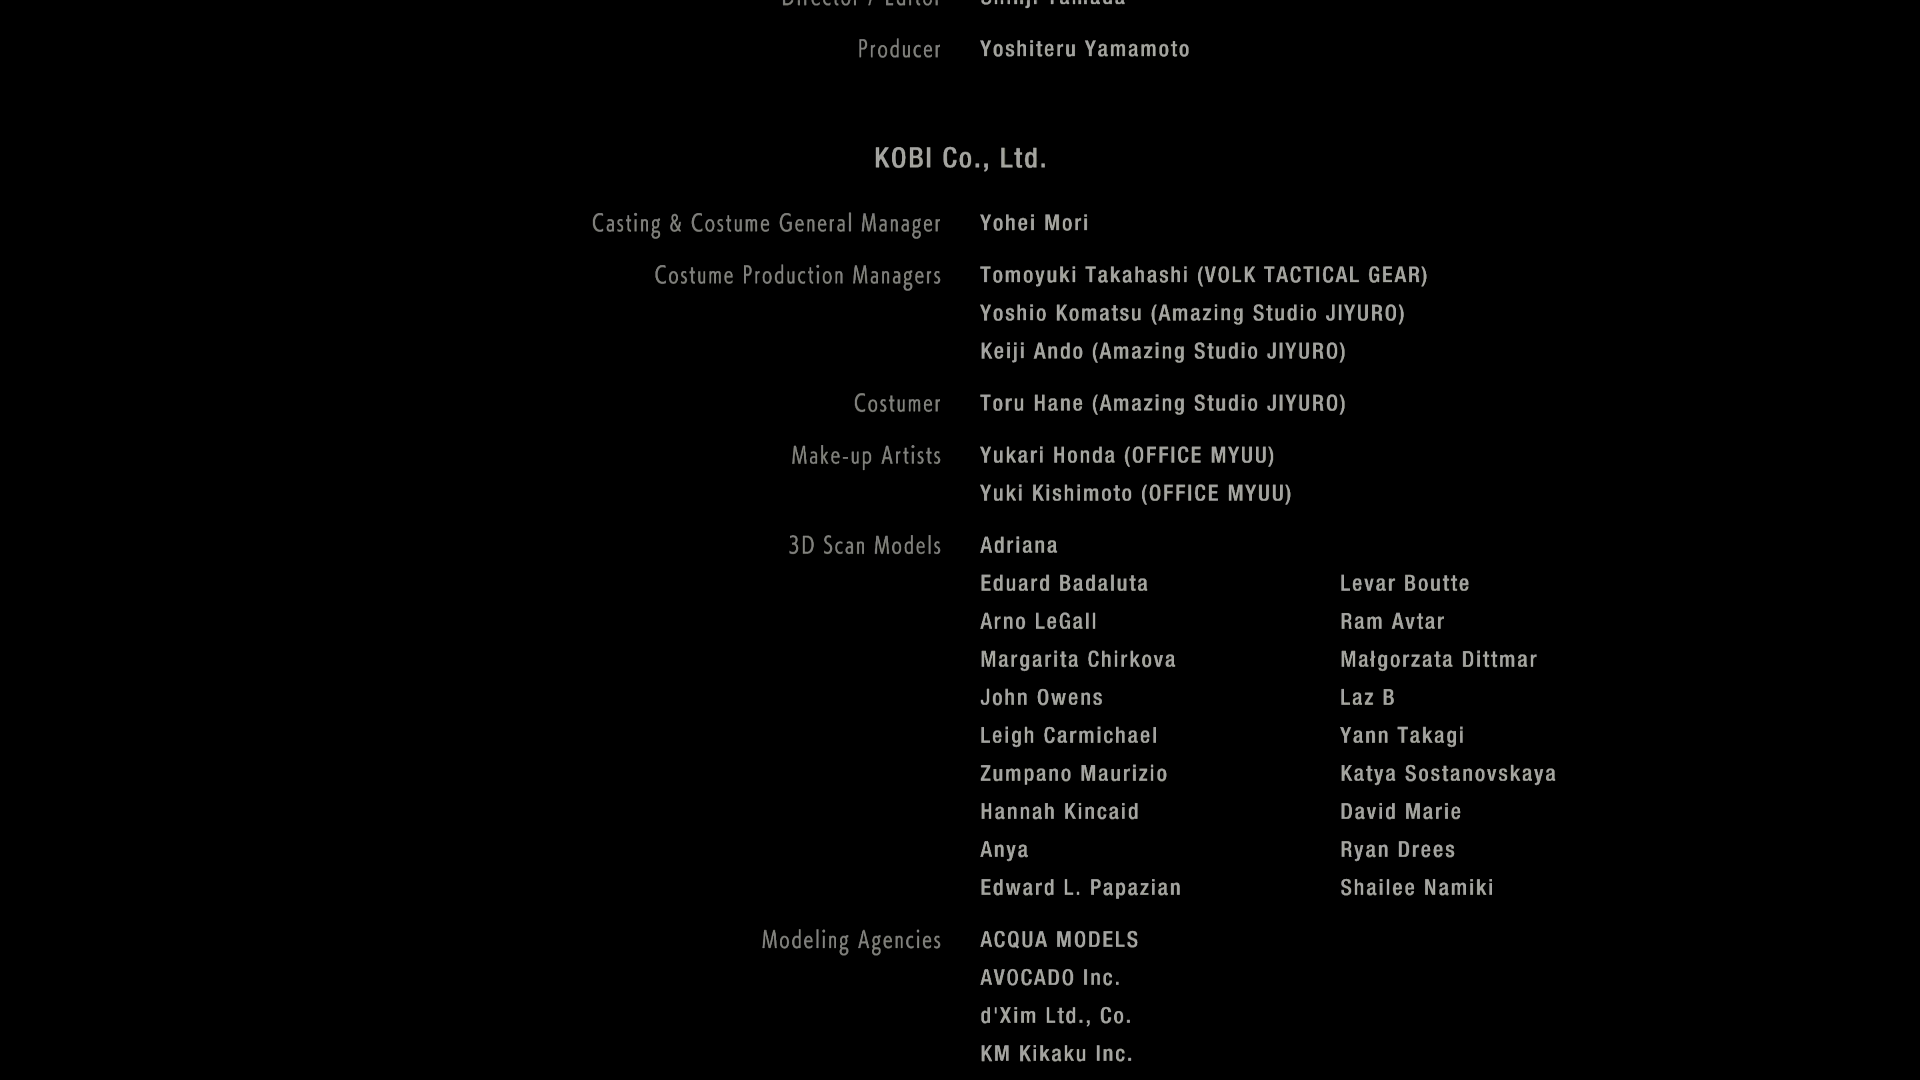 Director / Editor Shinji Yamada
Producer Yoshiteru Yamamoto
KOBI Co., Ltd.
Casting & Costume General Manager Yohei Mori
Costume Production Managers Tomoyuki Takahashi (VOLK TACTICAL GEAR)
Yoshio Komatsu (Amazing Studio JIYURO)
Keiji Ando (Amazing Studio JIYURO)
Costumer Toru Hane (Amazing Studio JIYURO)
Make-up Artists Yukari Honda (OFFICE MYUU)
Yuki Kishimoto (OFFICE MYUU)
3D Scan Models Adriana
Eduard Badaluta Levar Boutte
Arno LeGall Ram Avtar
Margarita Chirkova Małgorzata Dittmar
John Owens Laz B
Leigh Carmichael Yann Takagi
Zumpano Maurizio Katya Sostanovskaya
Hannah Kincaid David Marie
Anya Ryan Drees
Edward L. Papazian Shailee Namiki
Modeling Agencies ACQUA MODELS
AVOCADO Inc.
d'Xim Ltd., Co.
KM Kikaku Inc.